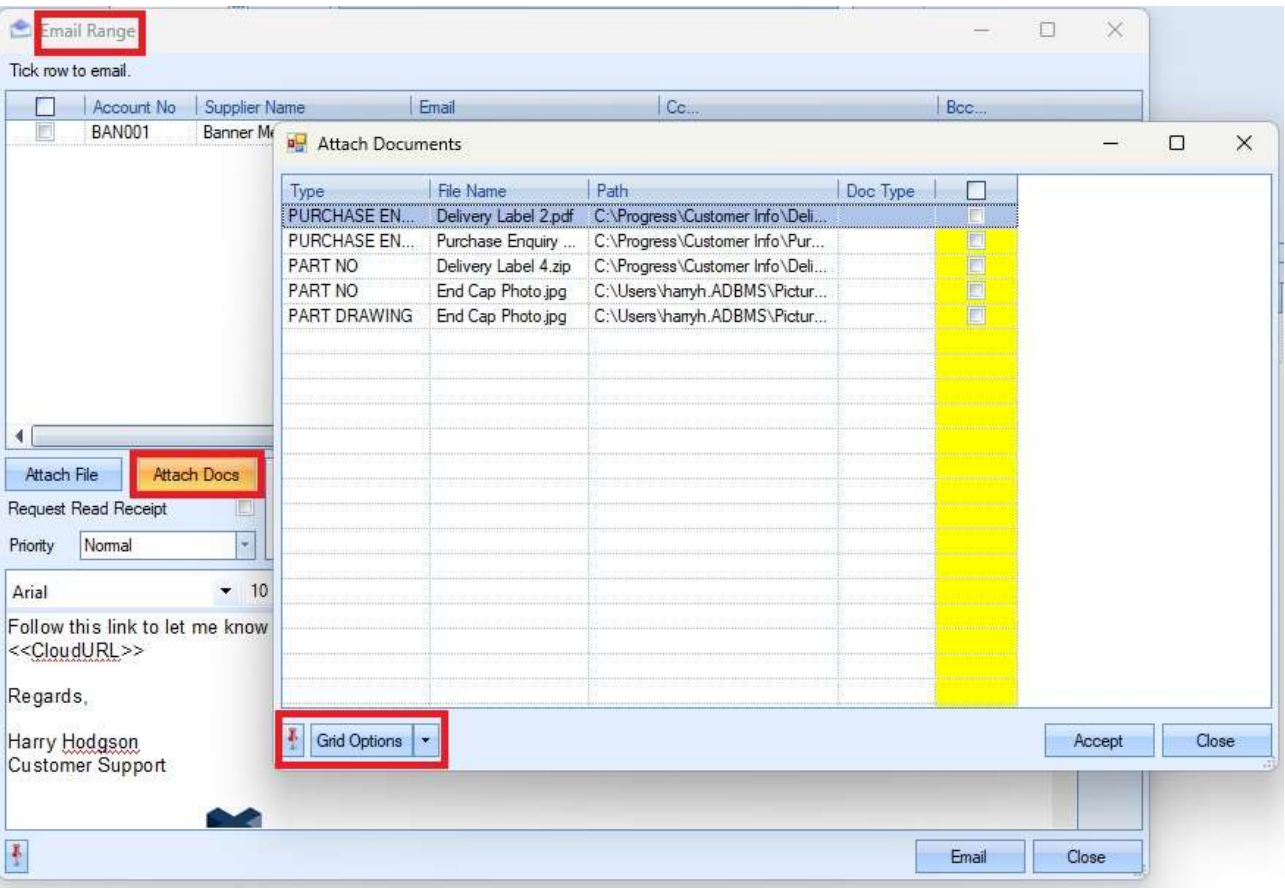 Email Range
Tick row to email.
Account No Supplier Name Email Cc... Bcc...
BAN001 Banner Me
Attach Documents
Type File Name Path Doc Type
PURCHASE EN... Delivery Label 2.pdf C:\Progress\Customer Info\Deli...
PURCHASE EN... Purchase Enquiry ... C:\Progress\Customer Info\Pur...
PART NO Delivery Label 4.zip C:\Progress\Customer Info\Deli...
PART NO End Cap Photo.jpg C:\Users\harryh.ADBMS\Pictur...
PART DRAWING End Cap Photo.jpg C:\Users\harryh.ADBMS\Pictur...
Grid Options
Accept Close
Attach File Attach Docs
Request Read Receipt
Priority Normal
Arial 10
Follow this link to let me know
<<CloudURL>>
Regards,
Harry Hodgson
Customer Support
Email Close